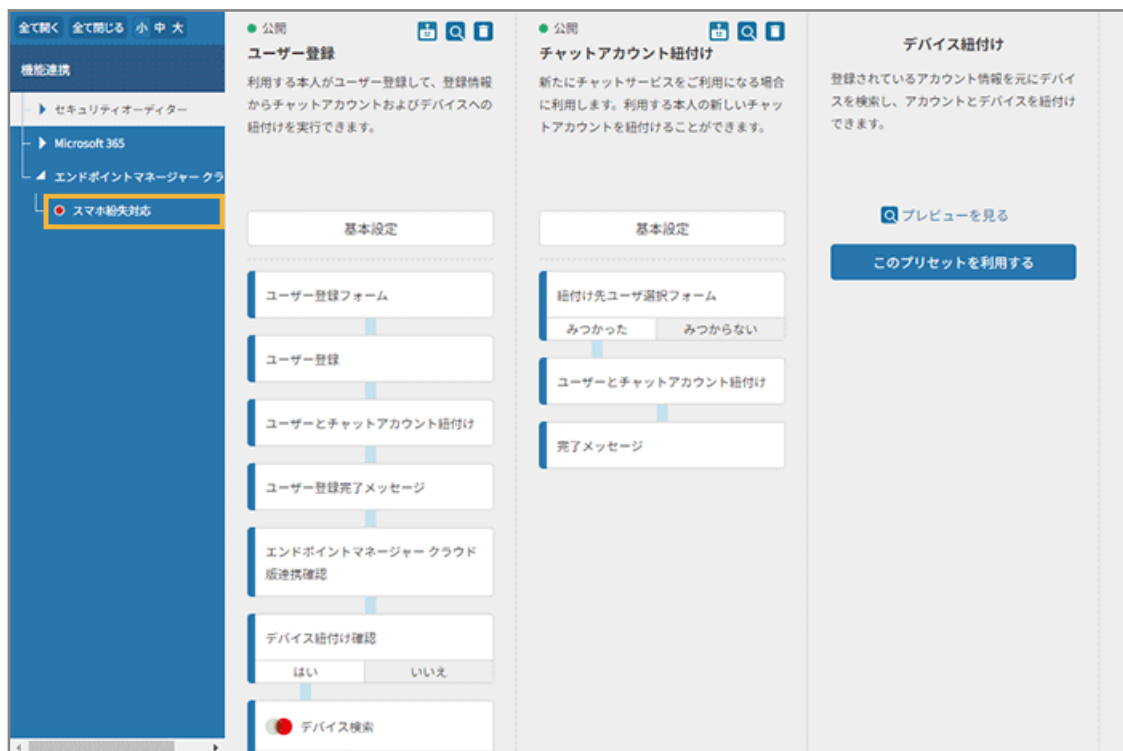 全て開く 全て閉じる 小 中 大
機能連携
セキュリティオーディター
Microsoft 365
エンドポイントマネージャー クラ
スマホ紛失対応
公開
ユーザー登録
利用する本人がユーザー登録して、登録情報
からチャットアカウントおよびデバイスへの
紐付けを実行できます。
基本設定
ユーザー登録フォーム
ユーザー登録
ユーザーとチャットアカウント紐付け
ユーザー登録完了メッセージ
エンドポイントマネージャー クラウド
版連携確認
デバイス紐付け確認
はい いいえ
デバイス検索
公開
チャットアカウント紐付け
新たにチャットサービスをご利用になる場合
に利用します。利用する本人の新しいチャッ
トアカウントを紐付けることができます。
基本設定
紐付け先ユーザ選択フォーム
みつかった みつからない
ユーザーとチャットアカウント紐付け
完了メッセージ
デバイス紐付け
登録されているアカウント情報を元にデバイ
スを検索し、アカウントとデバイスを紐付け
できます。
プレビューを見る
このプリセットを利用する